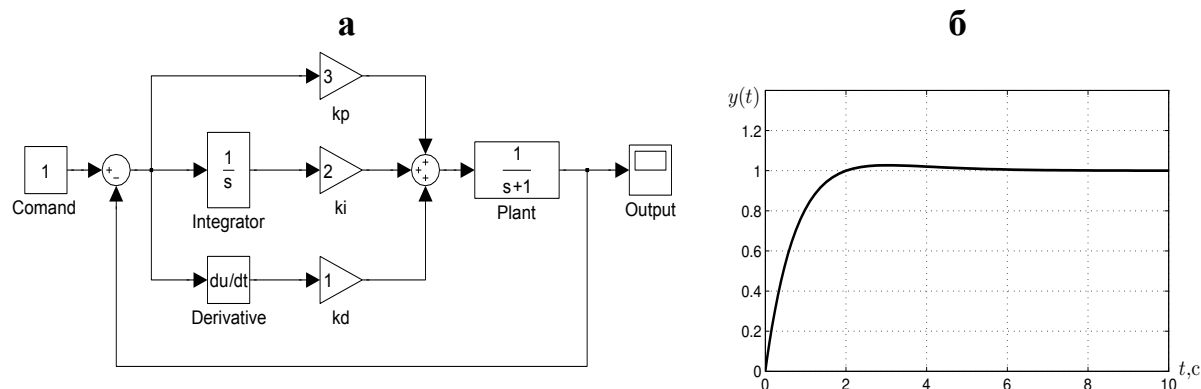 а
3
kp
1
Comand
+
−
1
s
Integrator
2
ki
+
+
+
1
s+1
Plant
Output
du/dt
Derivative
1
kd
б
y(t)
1.2
1
0.8
0.6
0.4
0.2
0
0 2 4 6 8 10
t,c